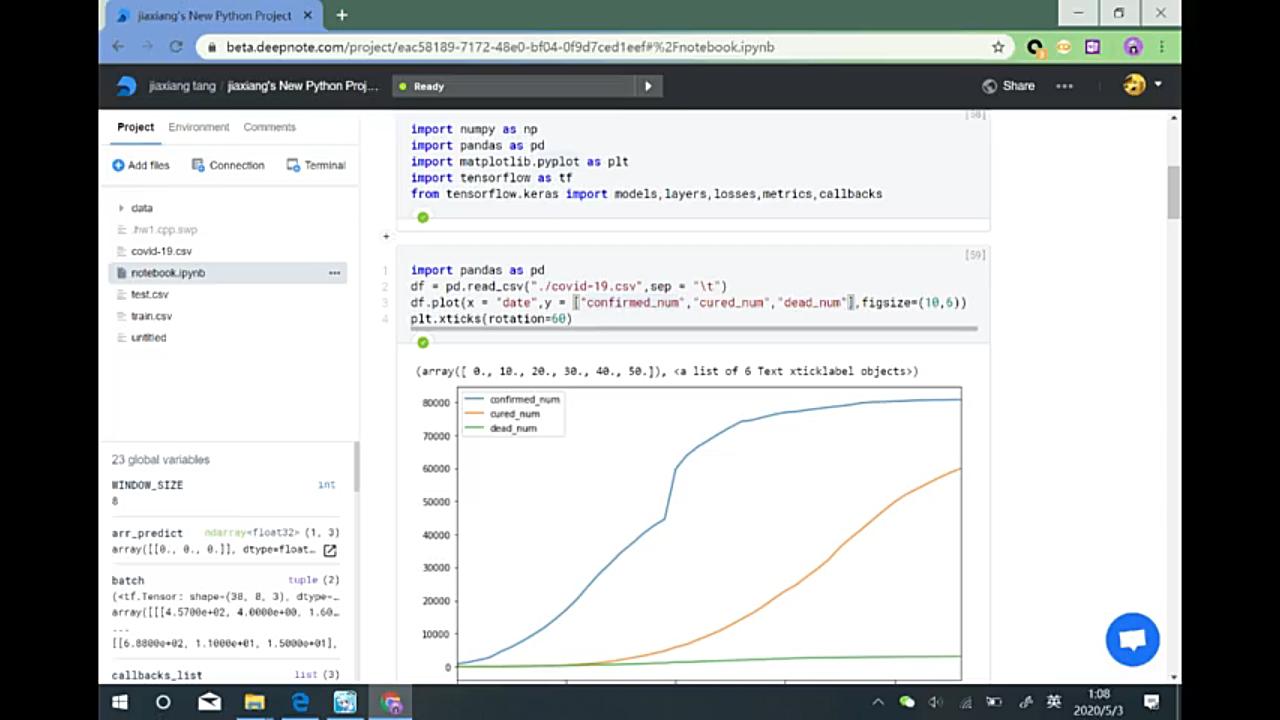 jiaxiang's New Python Project
beta.deepnote.com/project/eac58189-7172-48e0-bf04-0f9d7ced1eef#%2Fnotebook.ipynb
jiaxiang tang / jiaxiang's New Python Proj...
Ready
Share
Project Environment Comments
Add files Connection Terminal
data
.hw1.cpp.swp
covid-19.csv
notebook.ipynb
test.csv
train.csv
untitled
23 global variables
WINDOW_SIZE int
8
arr_predict ndarray<float32> (1, 3)
array([[0., 0., 0.]], dtype=float…
batch tuple (2)
(<tf.Tensor: shape=(38, 8, 3), dtype=…
array([[[4.5700e+02, 4.0000e+00, 1.60…
...
[[6.8800e+02, 1.1000e+01, 1.5000e+01],
callbacks_list list (3)
import numpy as np
import pandas as pd
import matplotlib.pyplot as plt
import tensorflow as tf
from tensorflow.keras import models,layers,losses,metrics,callbacks
[59]
1 import pandas as pd
2 df = pd.read_csv("./covid-19.csv",sep = "\t")
3 df.plot(x = "date",y = ["confirmed_num","cured_num","dead_num"],figsize=(10,6))
4 plt.xticks(rotation=60)
(array([ 0., 10., 20., 30., 40., 50.]), <a list of 6 Text xticklabel objects>)
confirmed_num
cured_num
dead_num
80000
70000
60000
50000
40000
30000
20000
10000
0
英
1:08
2020/5/3